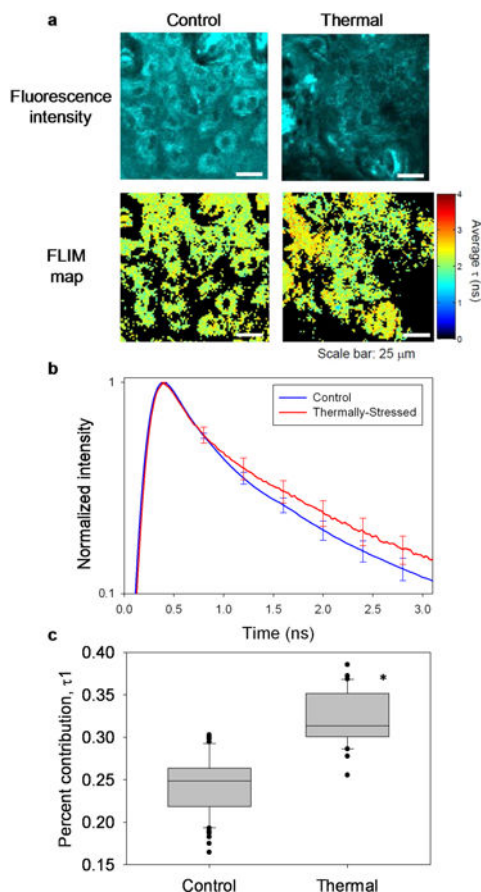 a
Control Thermal
Fluorescence
intensity
FLIM
map
4
3
2
1
0
Average τ (ns)
Scale bar: 25 μm
b
1
0.1
Normalized intensity
Control
Thermally-Stressed
0.0 0.5 1.0 1.5 2.0 2.5 3.0
Time (ns)
c
0.40
0.35
0.30
0.25
0.20
0.15
Percent contribution, τ1
*
Control Thermal